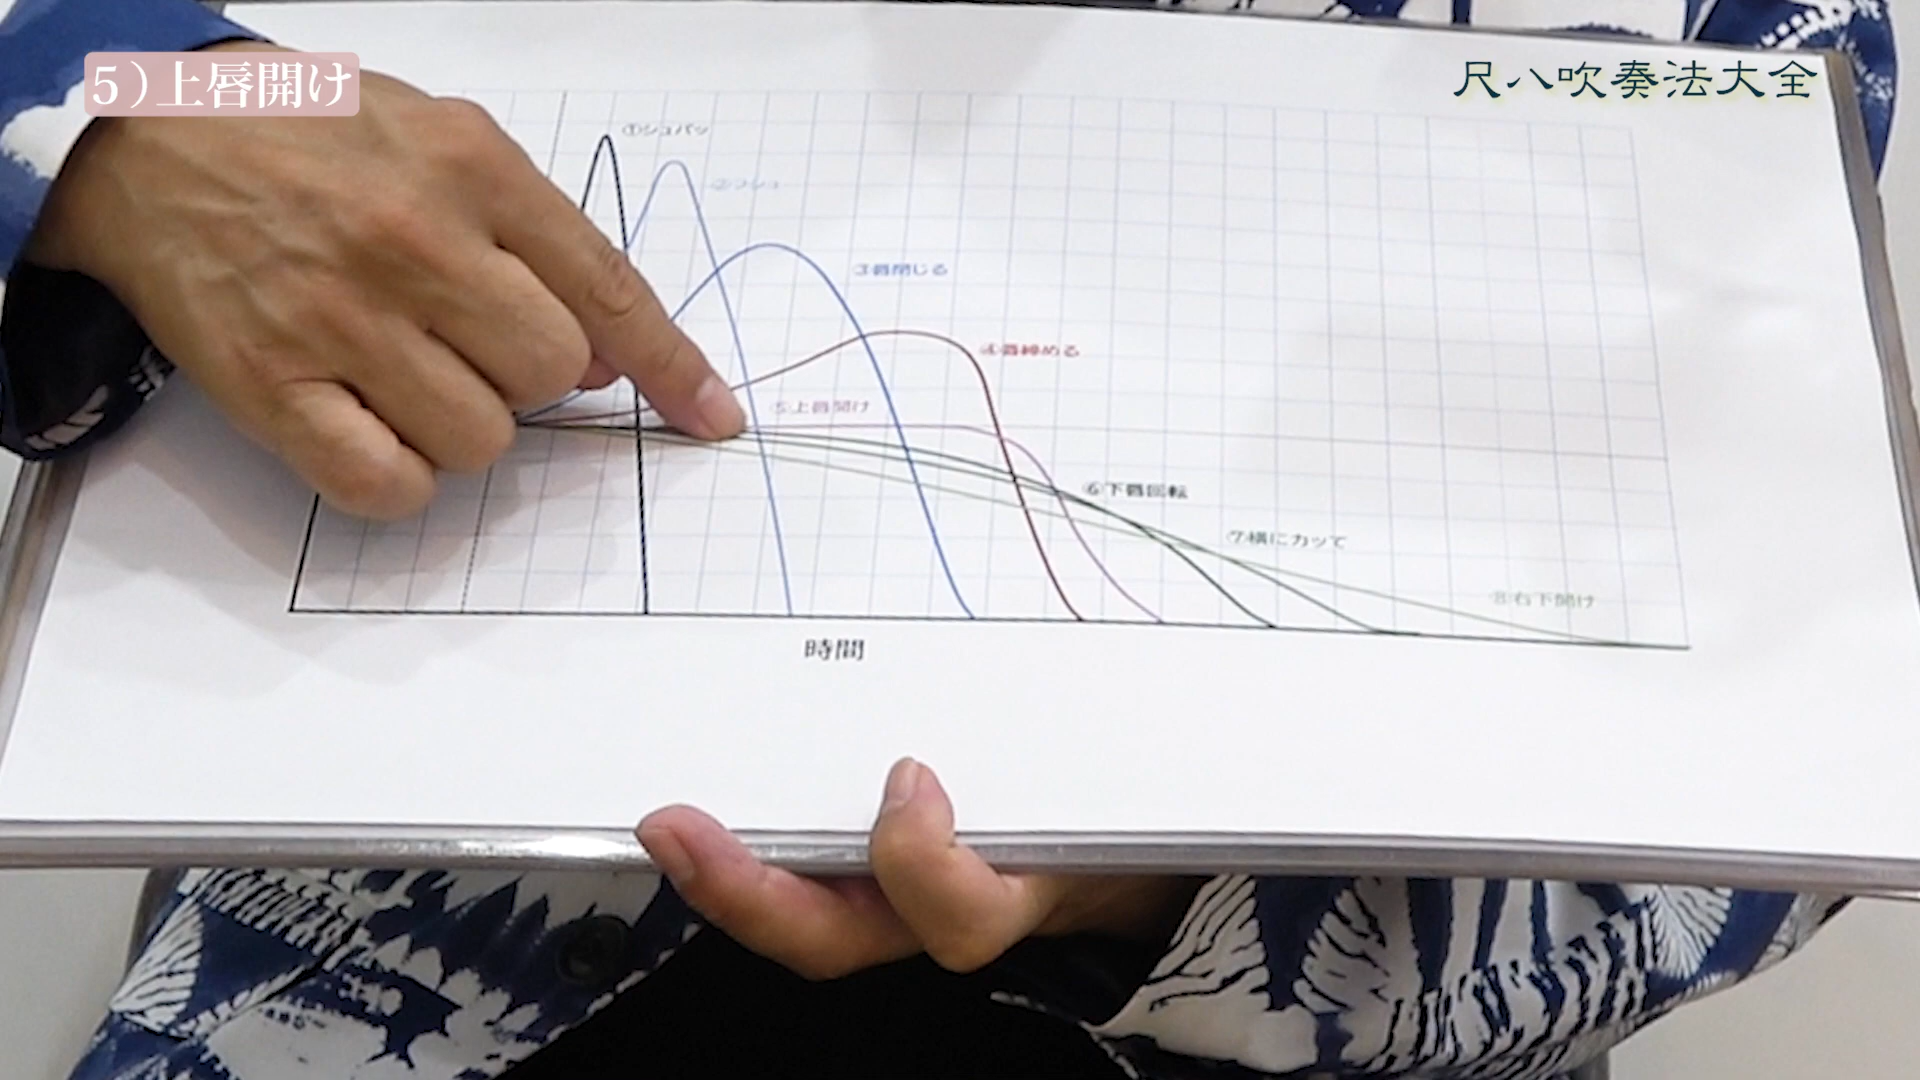 5）上唇開け
尺八吹奏法大全
①シュパッ
②フシュ
③唇閉じる
④唇締める
⑤上唇開け
⑥下唇回転
⑦横にカッて
⑧右下開け
時間